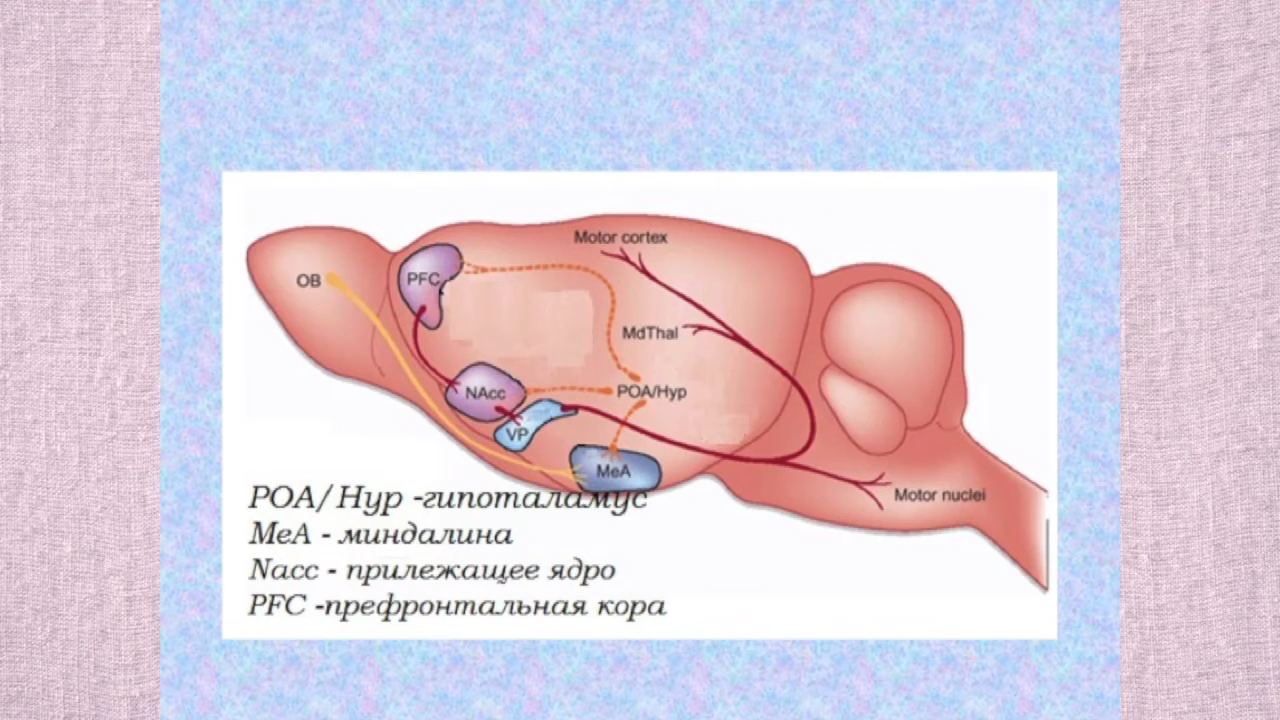 Motor cortex
OB
PFC
MdThal
NAcc
POA/Hyp
VP
MeA
Motor nuclei
POA/ Hyp -гипоталамус
MeA - миндалина
Nacc - прилежащее ядро
PFC -префронтальная кора